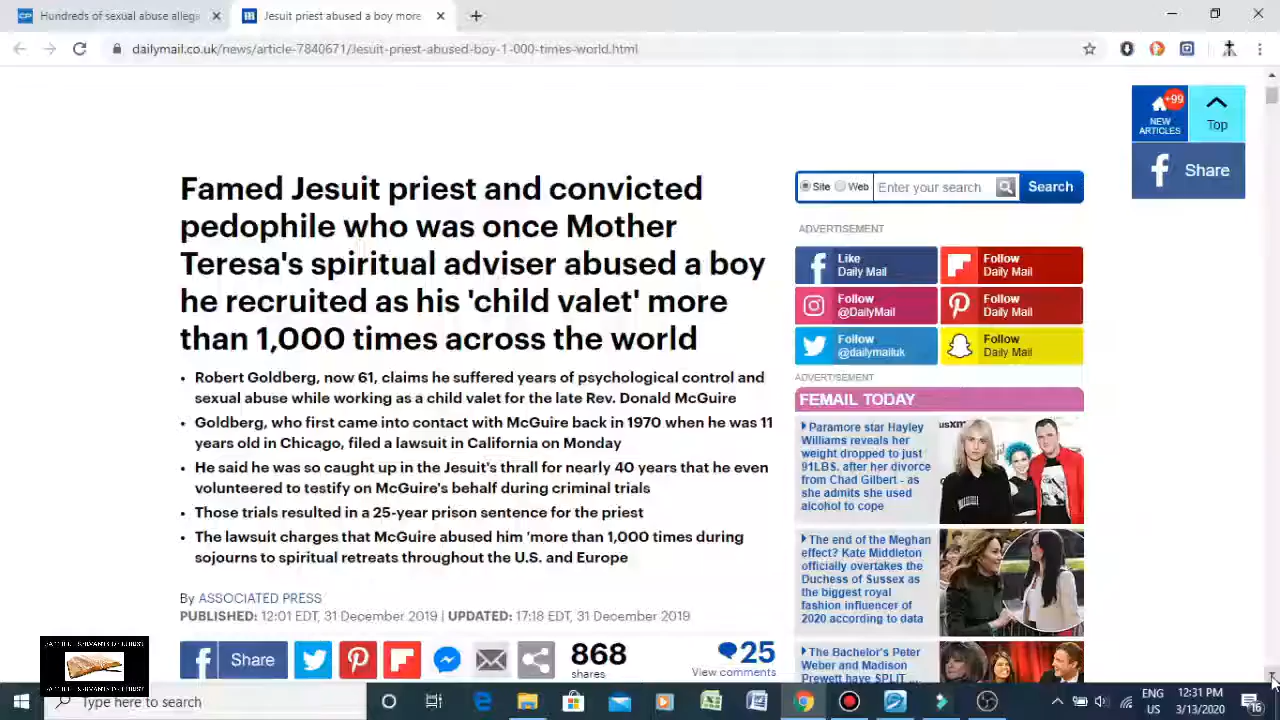 Hundreds of sexual abuse alleg
Jesuit priest abused a boy more
dailymail.co.uk/news/article-7840671/Jesuit-priest-abused-boy-1-000-times-world.html
+99
NEW
ARTICLES
Top
Share
Famed Jesuit priest and convicted
pedophile who was once Mother
Teresa's spiritual adviser abused a boy
he recruited as his 'child valet' more
than 1,000 times across the world
Robert Goldberg, now 61, claims he suffered years of psychological control and
sexual abuse while working as a child valet for the late Rev. Donald McGuire
Goldberg, who first came into contact with McGuire back in 1970 when he was 11
years old in Chicago, filed a lawsuit in California on Monday
He said he was so caught up in the Jesuit's thrall for nearly 40 years that he even
volunteered to testify on McGuire's behalf during criminal trials
Those trials resulted in a 25-year prison sentence for the priest
The lawsuit charges that McGuire abused him 'more than 1,000 times during
sojourns to spiritual retreats throughout the U.S. and Europe
By ASSOCIATED PRESS
PUBLISHED: 12:01 EDT, 31 December 2019 | UPDATED: 17:18 EDT, 31 December 2019
Share
868
shares
25
View comments
Site Web Enter your search Search
ADVERTISEMENT
Like
Daily Mail
Follow
Daily Mail
Follow
@DailyMail
Follow
Daily Mail
Follow
@dailymailuk
Follow
Daily Mail
ADVERTISEMENT
FEMAIL TODAY
Paramore star Hayley
Williams reveals her
weight dropped to just
91LBS. after her divorce
from Chad Gilbert - as
she admits she used
alcohol to cope
The end of the Meghan
effect? Kate Middleton
officially overtakes the
Duchess of Sussex as
the biggest royal
fashion influencer of
2020 according to data
The Bachelor's Peter
Weber and Madison
Prewett have SPLIT
Type here to search
ENG
US
12:31 PM
3/13/2020
16